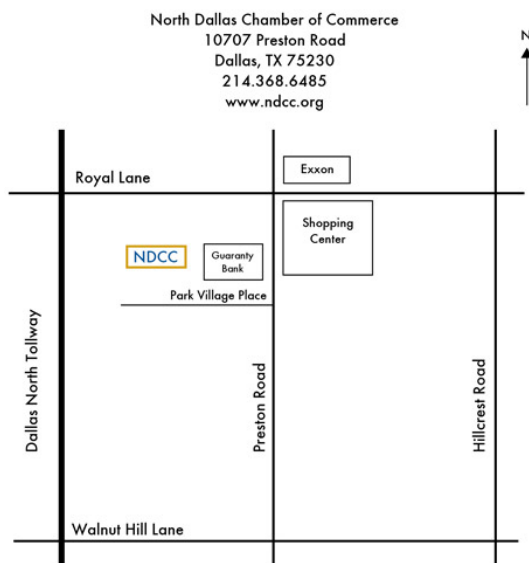 North Dallas Chamber of Commerce
10707 Preston Road
Dallas, TX 75230
214.368.6485
www.ndcc.org
N
Exxon
Royal Lane
Shopping
Center
NDCC
Guaranty
Bank
Park Village Place
Dallas North Tollway
Preston Road
Hillcrest Road
Walnut Hill Lane